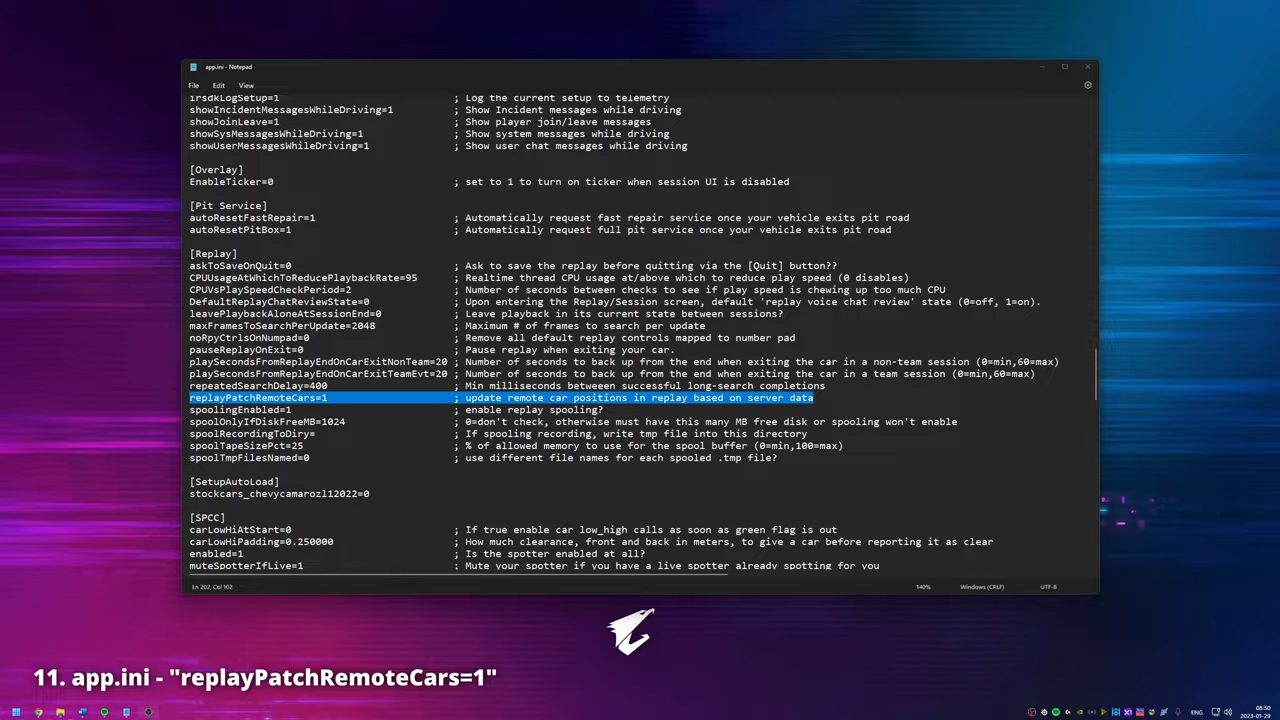 app.ini - Notepad
File Edit View
irsdkLogSetup=1 ; Log the current setup to telemetry
showIncidentMessagesWhileDriving=1 ; Show Incident messages while driving
showJoinLeave=1 ; Show player join/leave messages
showSysMessagesWhileDriving=1 ; Show system messages while driving
showUserMessagesWhileDriving=1 ; Show user chat messages while driving
[Overlay]
EnableTicker=0 ; set to 1 to turn on ticker when session UI is disabled
[Pit Service]
autoResetFastRepair=1 ; Automatically request fast repair service once your vehicle exits pit road
autoResetPitBox=1 ; Automatically request full pit service once your vehicle exits pit road
[Replay]
askToSaveOnQuit=0 ; Ask to save the replay before quitting via the [Quit] button??
CPUUsageAtWhichToReducePlaybackRate=95 ; Realtime thread CPU usage at/above which to reduce play speed (0 disables)
CPUVsPlaySpeedCheckPeriod=2 ; Number of seconds between checks to see if play speed is chewing up too much CPU
DefaultReplayChatReviewState=0 ; Upon entering the Replay/Session screen, default 'replay voice chat review' state (0=off, 1=on).
leavePlaybackAloneAtSessionEnd=0 ; Leave playback in its current state between sessions?
maxFramesToSearchPerUpdate=2048 ; Maximum # of frames to search per update
noRpyCtrlsOnNumpad=0 ; Remove all default replay controls mapped to number pad
pauseReplayOnExit=0 ; Pause replay when exiting your car.
playSecondsFromReplayEndOnCarExitNonTeam=20 ; Number of seconds to back up from the end when exiting the car in a non-team session (0=min,60=max)
playSecondsFromReplayEndOnCarExitTeamEvt=20 ; Number of seconds to back up from the end when exiting the car in a team session (0=min,60=max)
repeatedSearchDelay=400 ; Min milliseconds betweeen successful long-search completions
replayPatchRemoteCars=1 ; update remote car positions in replay based on server data
spoolingEnabled=1 ; enable replay spooling?
spoolOnlyIfDiskFreeMB=1024 ; 0=don't check, otherwise must have this many MB free disk or spooling won't enable
spoolRecordingToDiry= ; If spooling recording, write tmp file into this directory
spoolTapeSizePct=25 ; % of allowed memory to use for the spool buffer (0=min,100=max)
spoolTmpFilesNamed=0 ; use different file names for each spooled .tmp file?
[SetupAutoLoad]
stockcars_chevycamarozl12022=0
[SPCC]
carLowHiAtStart=0 ; If true enable car low_high calls as soon as green flag is out
carLowHiPadding=0.250000 ; How much clearance, front and back in meters, to give a car before reporting it as clear
enabled=1 ; Is the spotter enabled at all?
muteSpotterIfLive=1 ; Mute your spotter if you have a live spotter already spotting for you
Ln 202, Col 102 140% Windows (CRLF) UTF-8
11. app.ini - "replayPatchRemoteCars=1"
ENG 08:50
2023-01-29